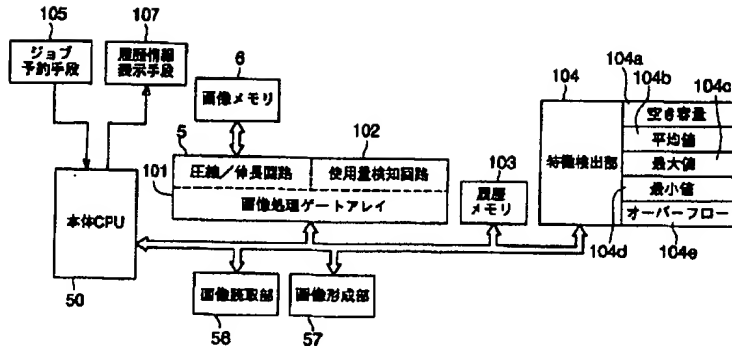 105
107
ジョブ
予約手段
履歴情報
表示手段
6
画像メモリ
5
102
圧縮/伸長回路
使用量検知回路
101
画像処理ゲートアレイ
103
履歴
メモリ
104
特徴検出部
104a
104b
104c
空き容量
平均値
最大値
最小値
オーバーフロー
104d
104e
本体CPU
50
画像読取部
58
画像形成部
57